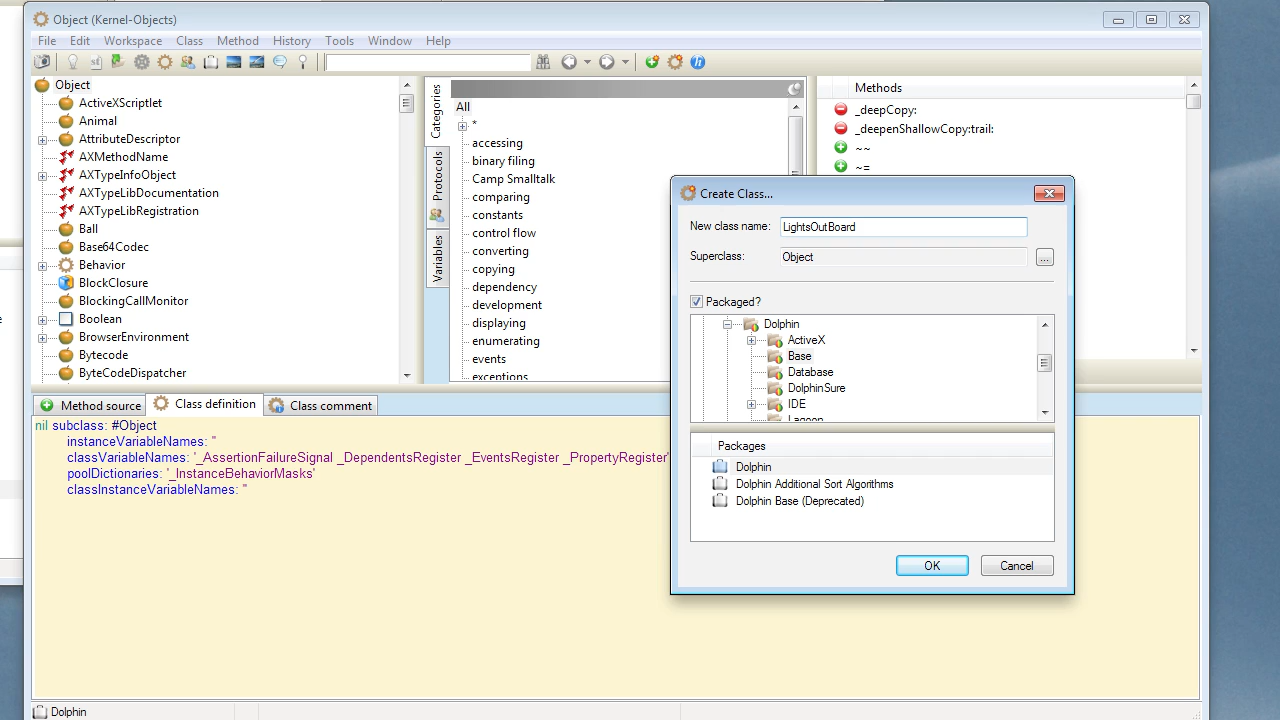 Object (Kernel-Objects)
File Edit Workspace Class Method History Tools Window Help
Object
ActiveXScriptlet
Animal
AttributeDescriptor
AXMethodName
AXTypeInfoObject
AXTypeLibDocumentation
AXTypeLibRegistration
Ball
Base64Codec
Behavior
BlockClosure
BlockingCallMonitor
Boolean
BrowserEnvironment
Bytecode
ByteCodeDispatcher
Categories
Protocols
Variables
All
*
accessing
binary filing
Camp Smalltalk
comparing
constants
control flow
converting
copying
dependency
development
displaying
enumerating
events
exceptions
Methods
_deepCopy:
_deepenShallowCopy:trail:
~~
~=
Create Class...
New class name: LightsOutBoard
Superclass: Object ...
Packaged?
Dolphin
ActiveX
Base
Database
DolphinSure
IDE
Lagoon
Packages
Dolphin
Dolphin Additional Sort Algorithms
Dolphin Base (Deprecated)
OK Cancel
Method source Class definition Class comment
nil subclass: #Object
instanceVariableNames: ''
classVariableNames: '_AssertionFailureSignal _DependentsRegister _EventsRegister _PropertyRegister'
poolDictionaries: '_InstanceBehaviorMasks'
classInstanceVariableNames: ''
Dolphin